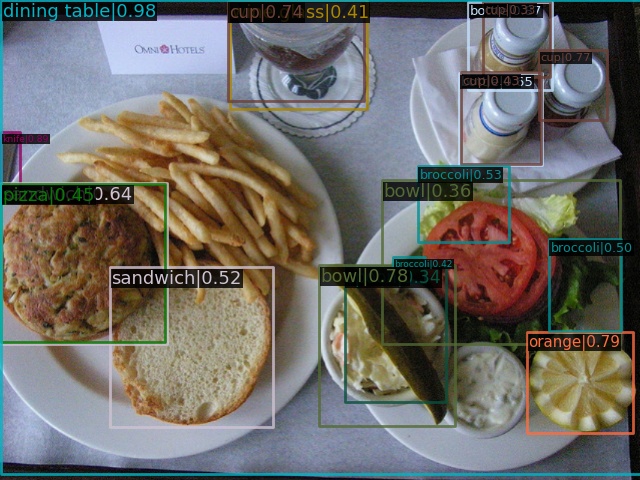 dining table|0.98
cup|0.74
ss|0.41
cup|0.43
cup|0.77
OMNI HOTELS
pizza|0.45
0.64
broccoli|0.53
bowl|0.36
broccoli|0.50
broccoli|0.42
sandwich|0.52
bowl|0.78
0.34
orange|0.79